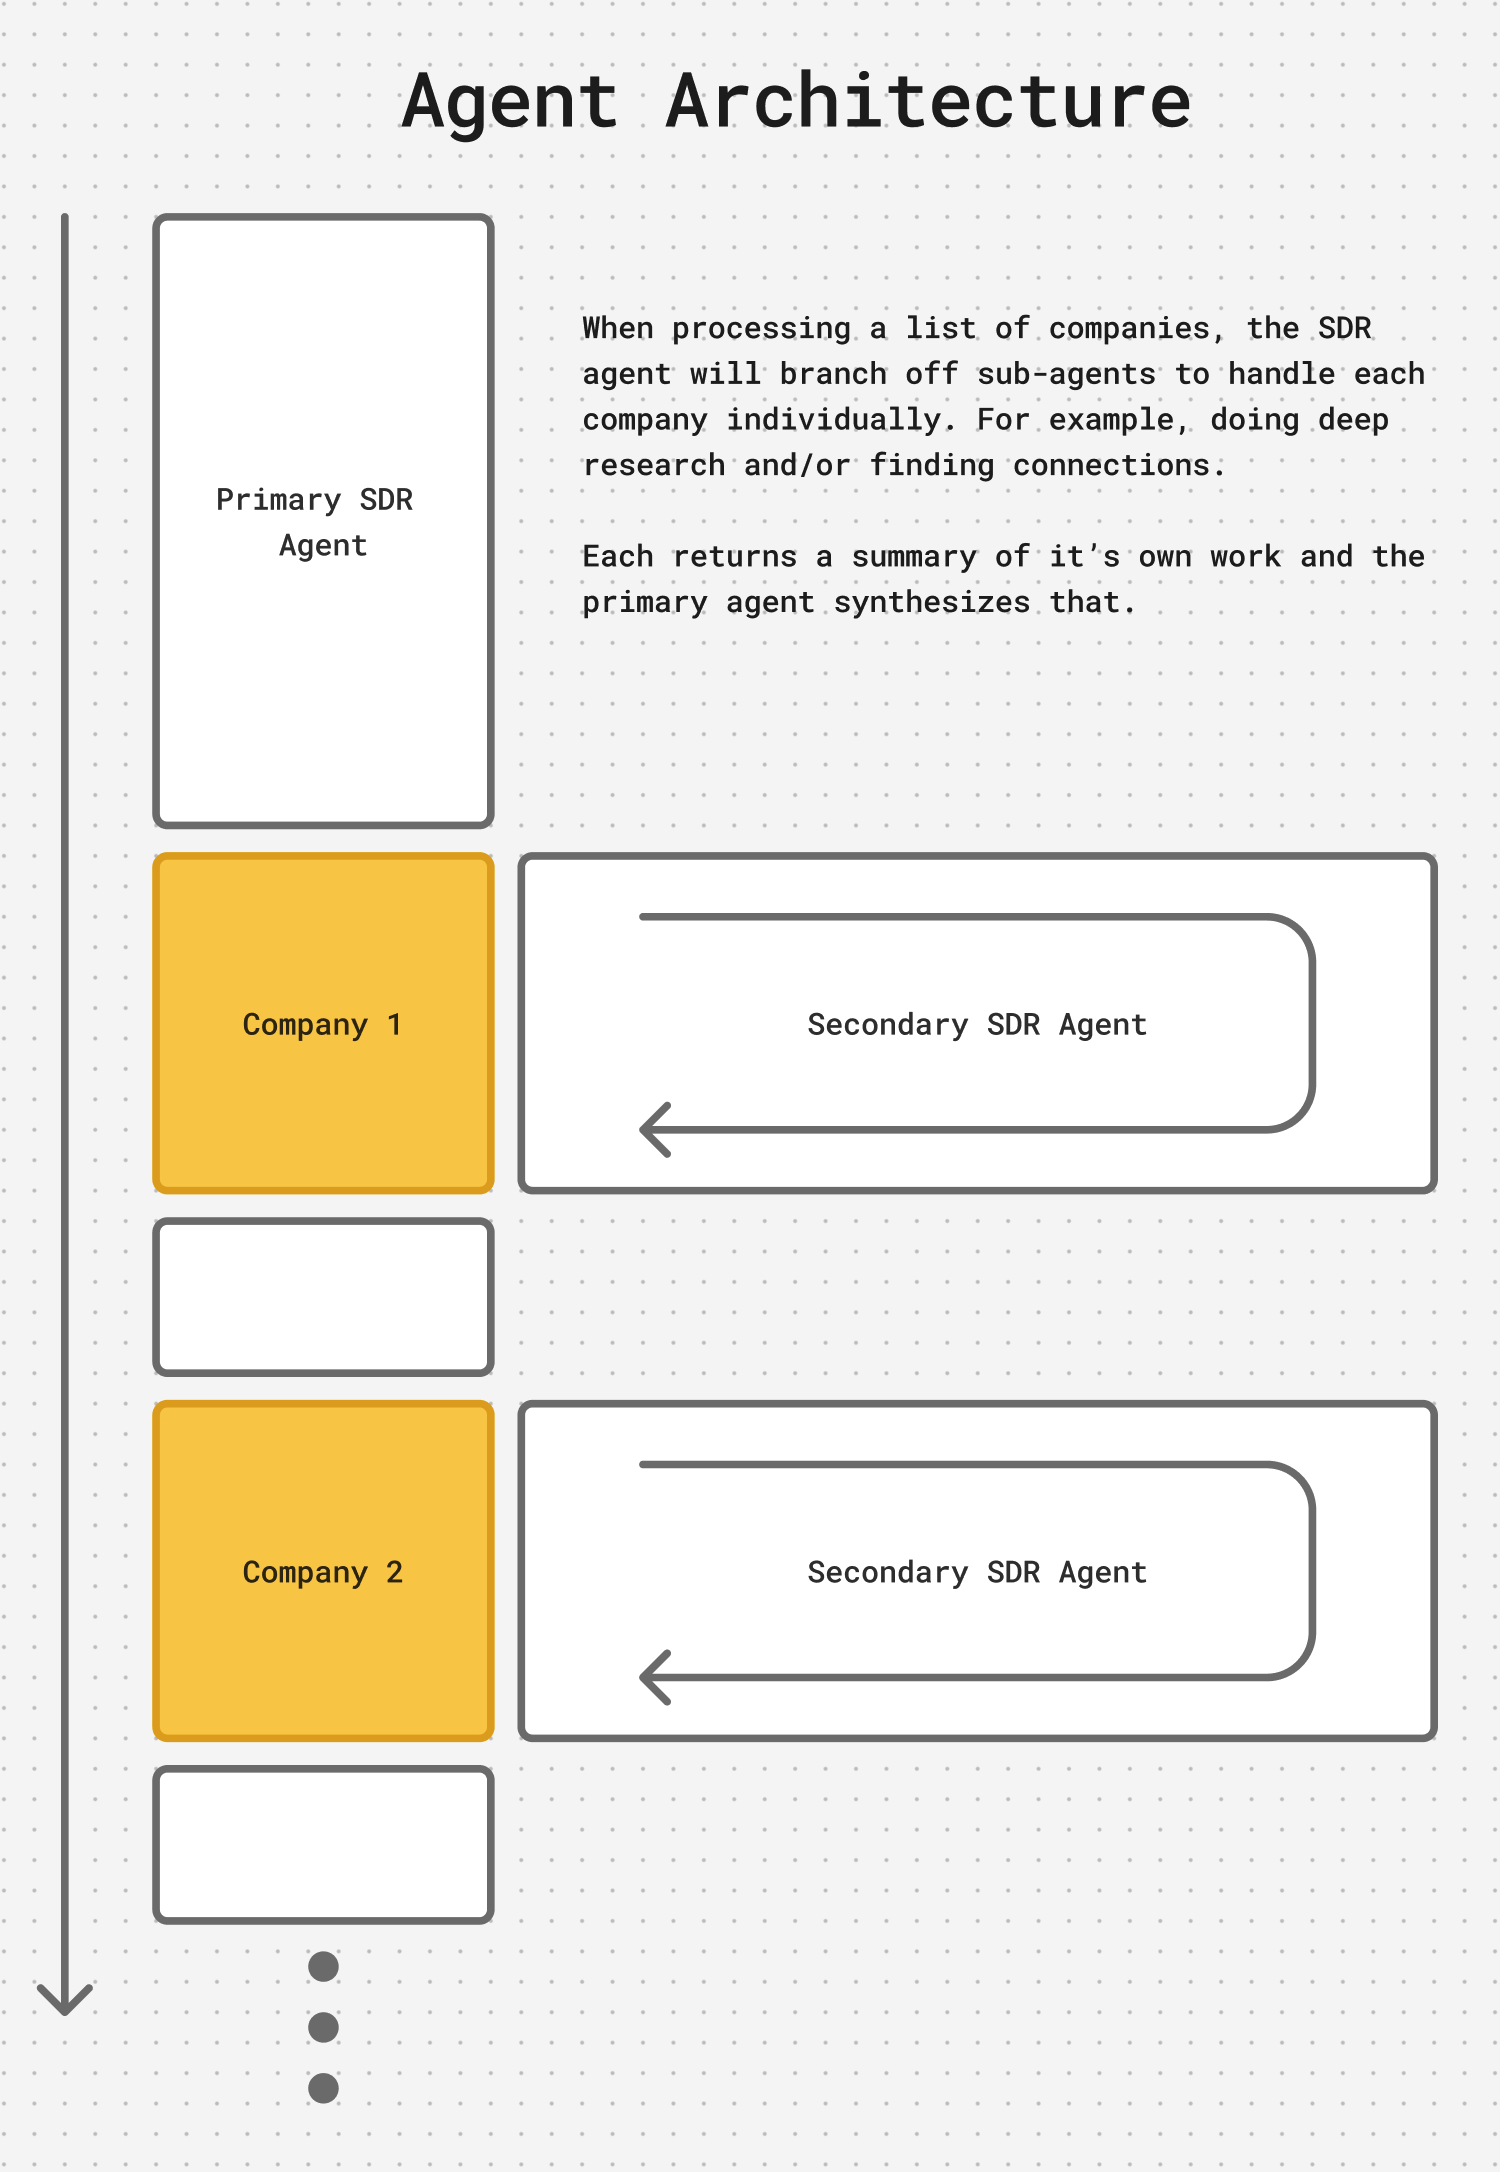 Agent Architecture
When processing a list of companies, the SDR
agent will branch off sub-agents to handle each
company individually. For example, doing deep
research and/or finding connections.
Each returns a summary of it’s own work and the
primary agent synthesizes that.
Primary SDR
Agent
Company 1
Secondary SDR Agent
Company 2
Secondary SDR Agent